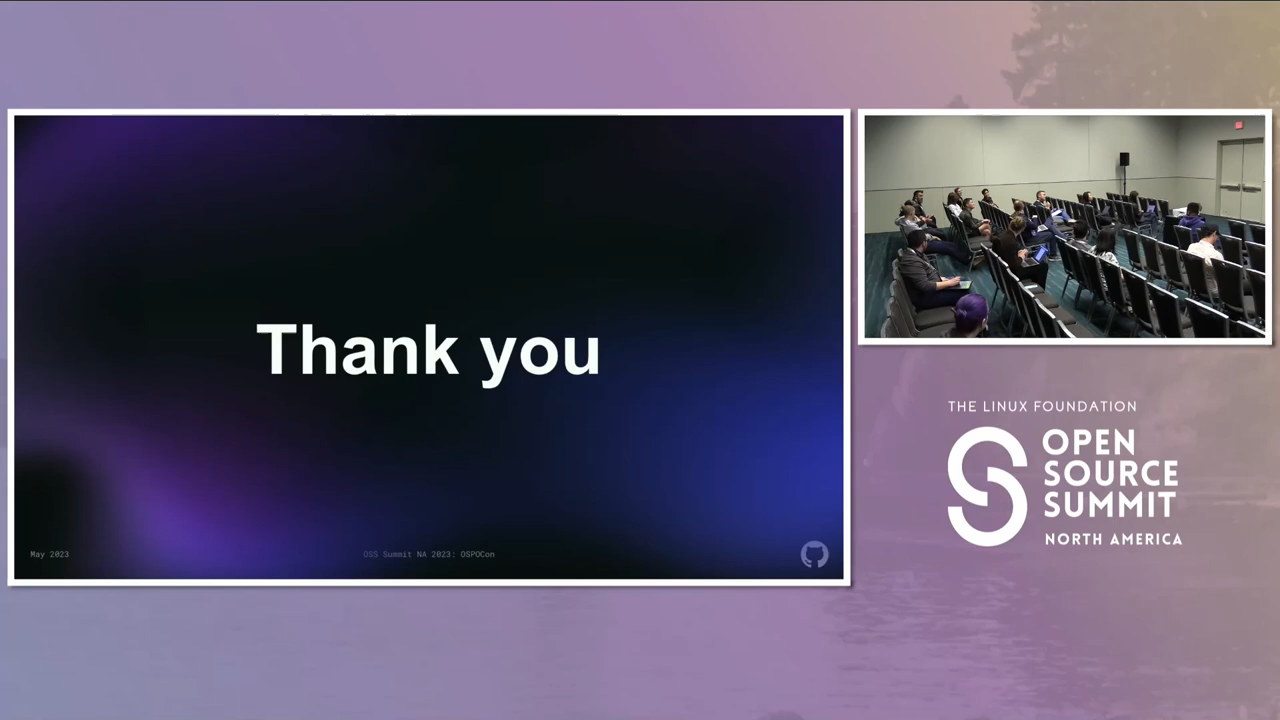 Thank you
May 2023
OSS Summit NA 2023: OSPOCon
THE LINUX FOUNDATION
OPEN
SOURCE
SUMMIT
NORTH AMERICA